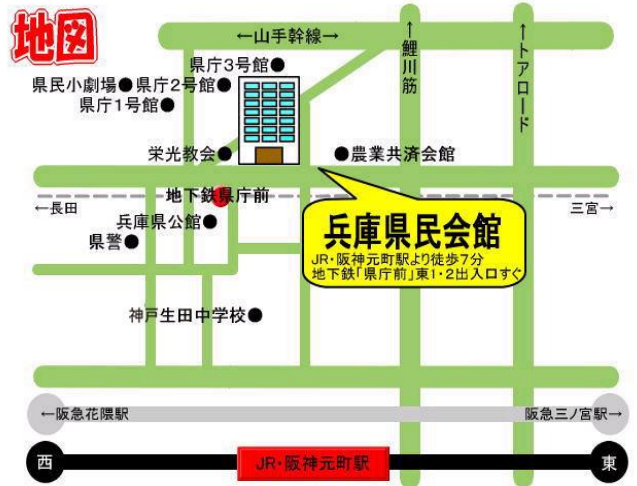 地図
←山手幹線→
↑鯉川筋
↑トアロード
県庁3号館●
県民小劇場●県庁2号館●
県庁1号館●
栄光教会●
●農業共済会館
地下鉄県庁前
←長田
三宮→
兵庫県公館●
県警●
兵庫県民会館
JR・阪神元町駅より徒歩7分
地下鉄「県庁前」東1・2出入口すぐ
神戸生田中学校●
←阪急花隈駅
阪急三ノ宮駅→
西
JR・阪神元町駅
東